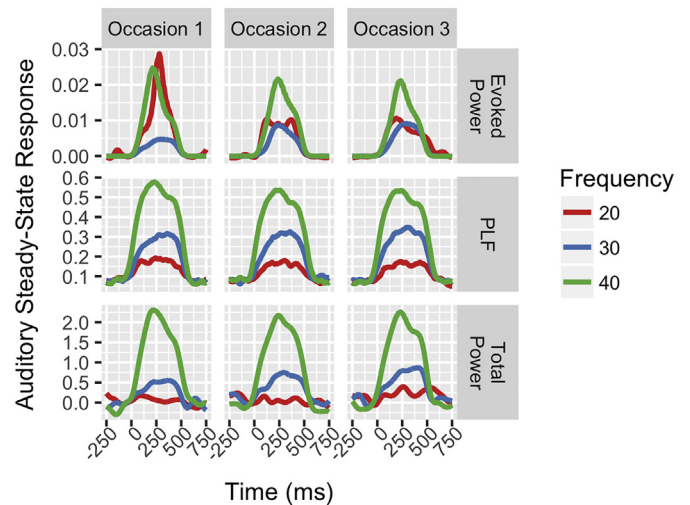 Occasion 1 Occasion 2 Occasion 3
Auditory Steady-State Response
0.03
0.02
0.01
0.00
Evoked
Power
0.6
0.5
0.4
0.3
0.2
0.1
PLF
2.0
1.5
1.0
0.5
0.0
Total
Power
-250 0 250 500 750 -250 0 250 500 750 -250 0 250 500 750
Time (ms)
Frequency
20
30
40